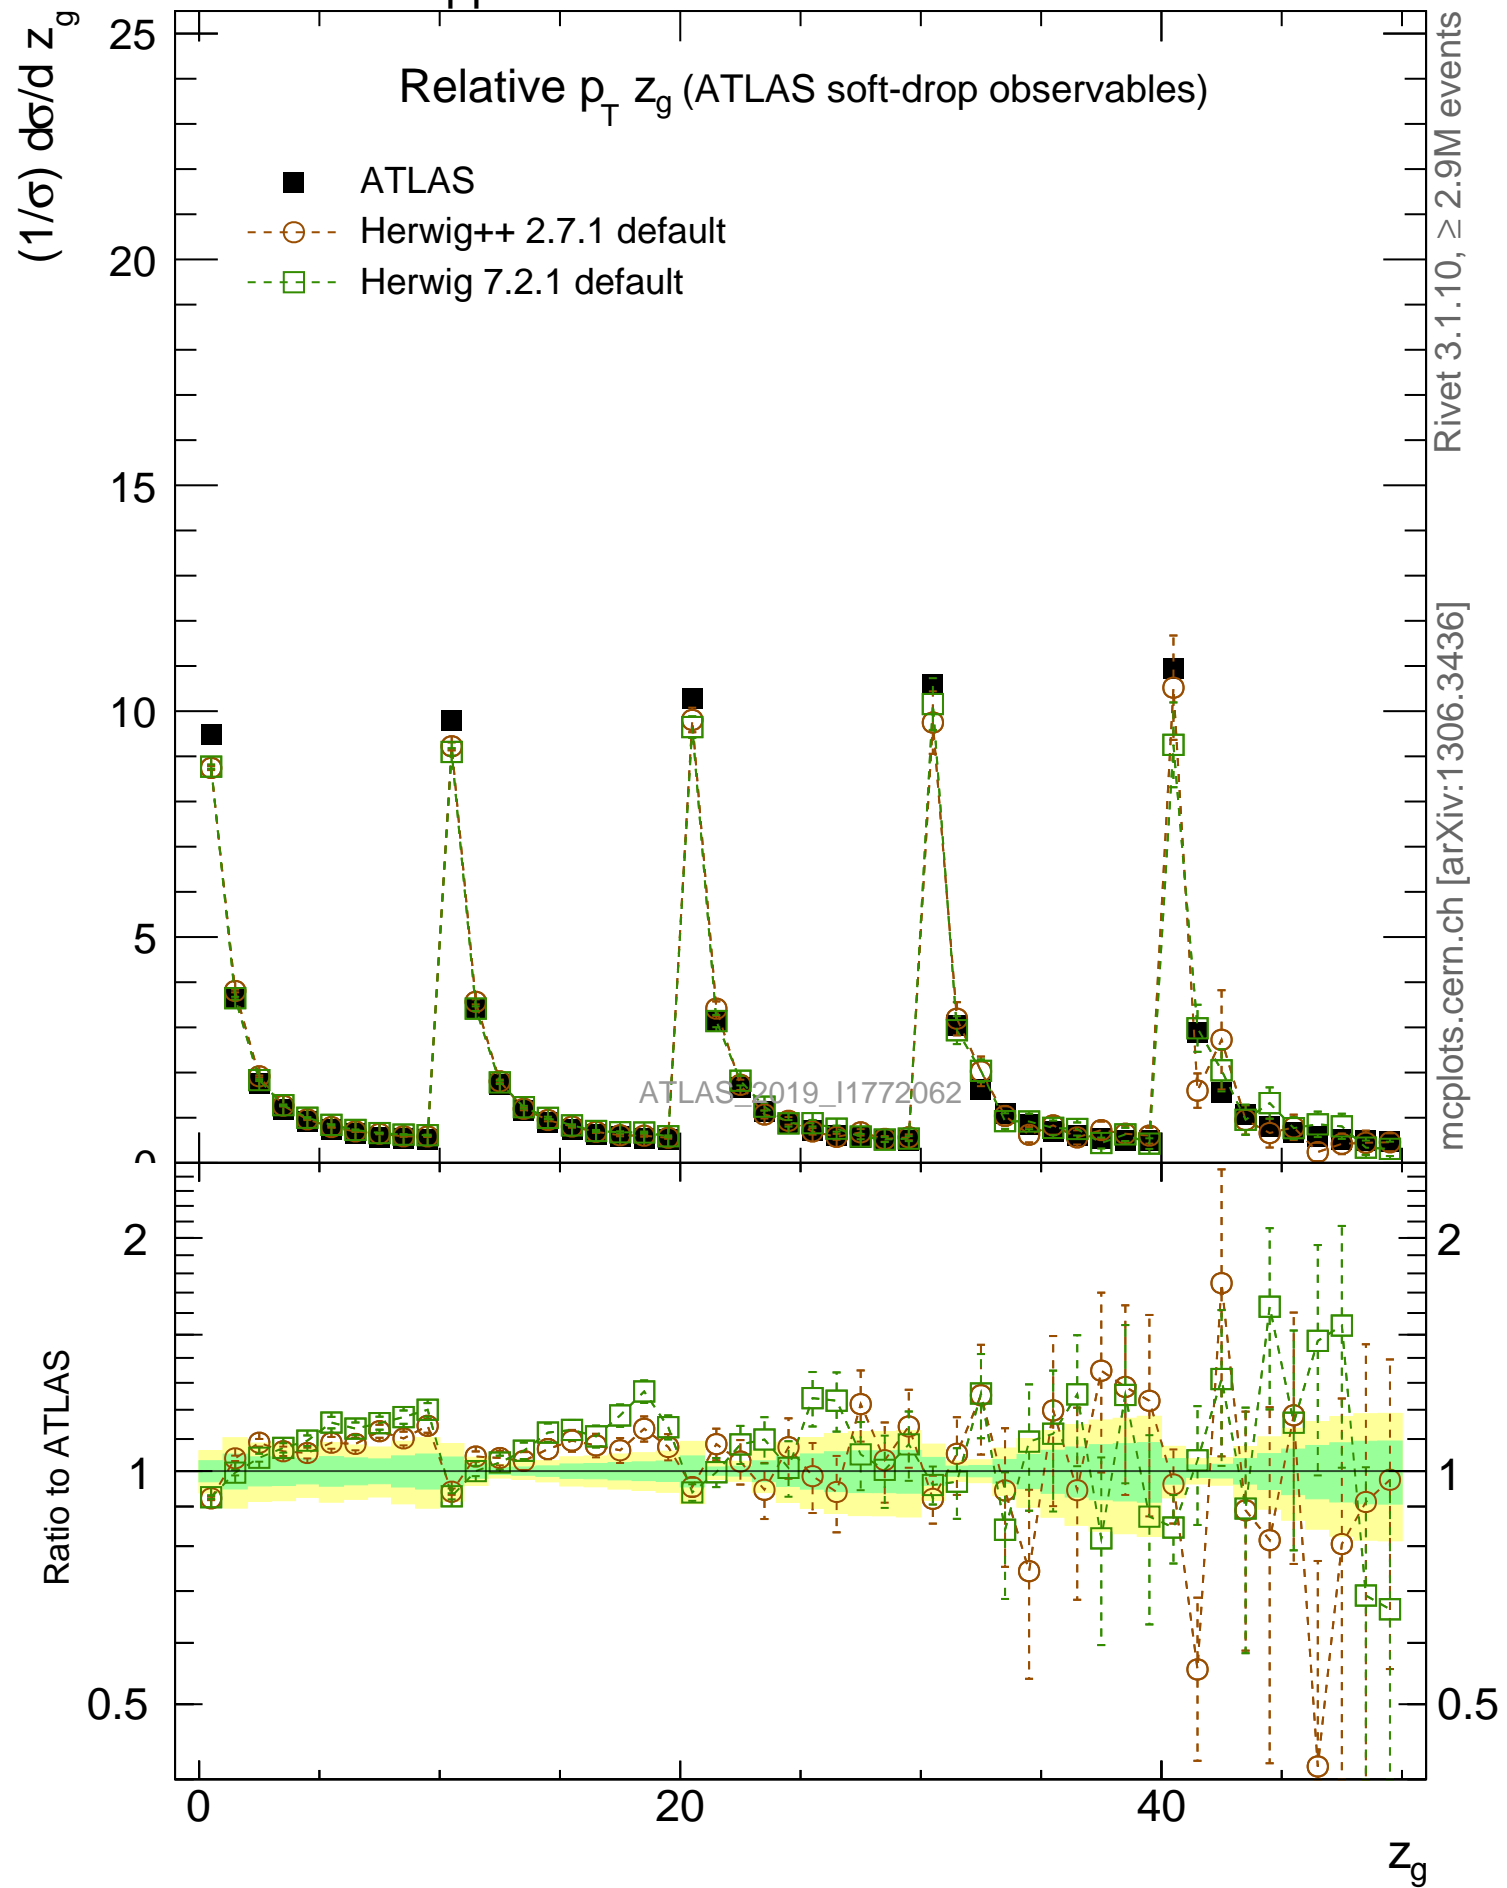 (1/σ) dσ/d z_g
25
20
15
10
5
0
Relative p_T z_g (ATLAS soft-drop observables)
ATLAS
Herwig++ 2.7.1 default
Herwig 7.2.1 default
ATLAS_2019_I1772062
Rivet 3.1.10, ≥ 2.9M events
mcplots.cern.ch [arXiv:1306.3436]
Ratio to ATLAS
2
1
0.5
2
1
0.5
0
20
40
z_g